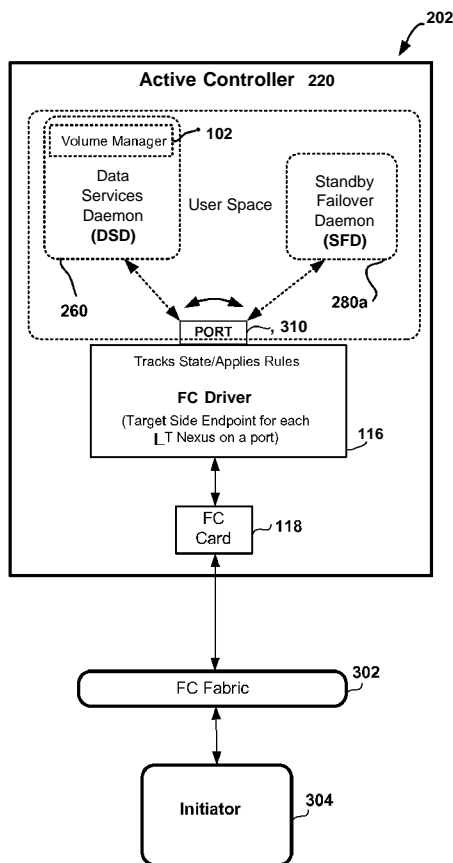 202
Active Controller 220
Volume Manager
102
Data
Services
Daemon
(DSD)
User Space
Standby
Failover
Daemon
(SFD)
260
280a
PORT
310
Tracks State/Applies Rules
FC Driver
(Target Side Endpoint for each
I_T Nexus on a port)
116
FC
Card
118
FC Fabric
302
Initiator
304